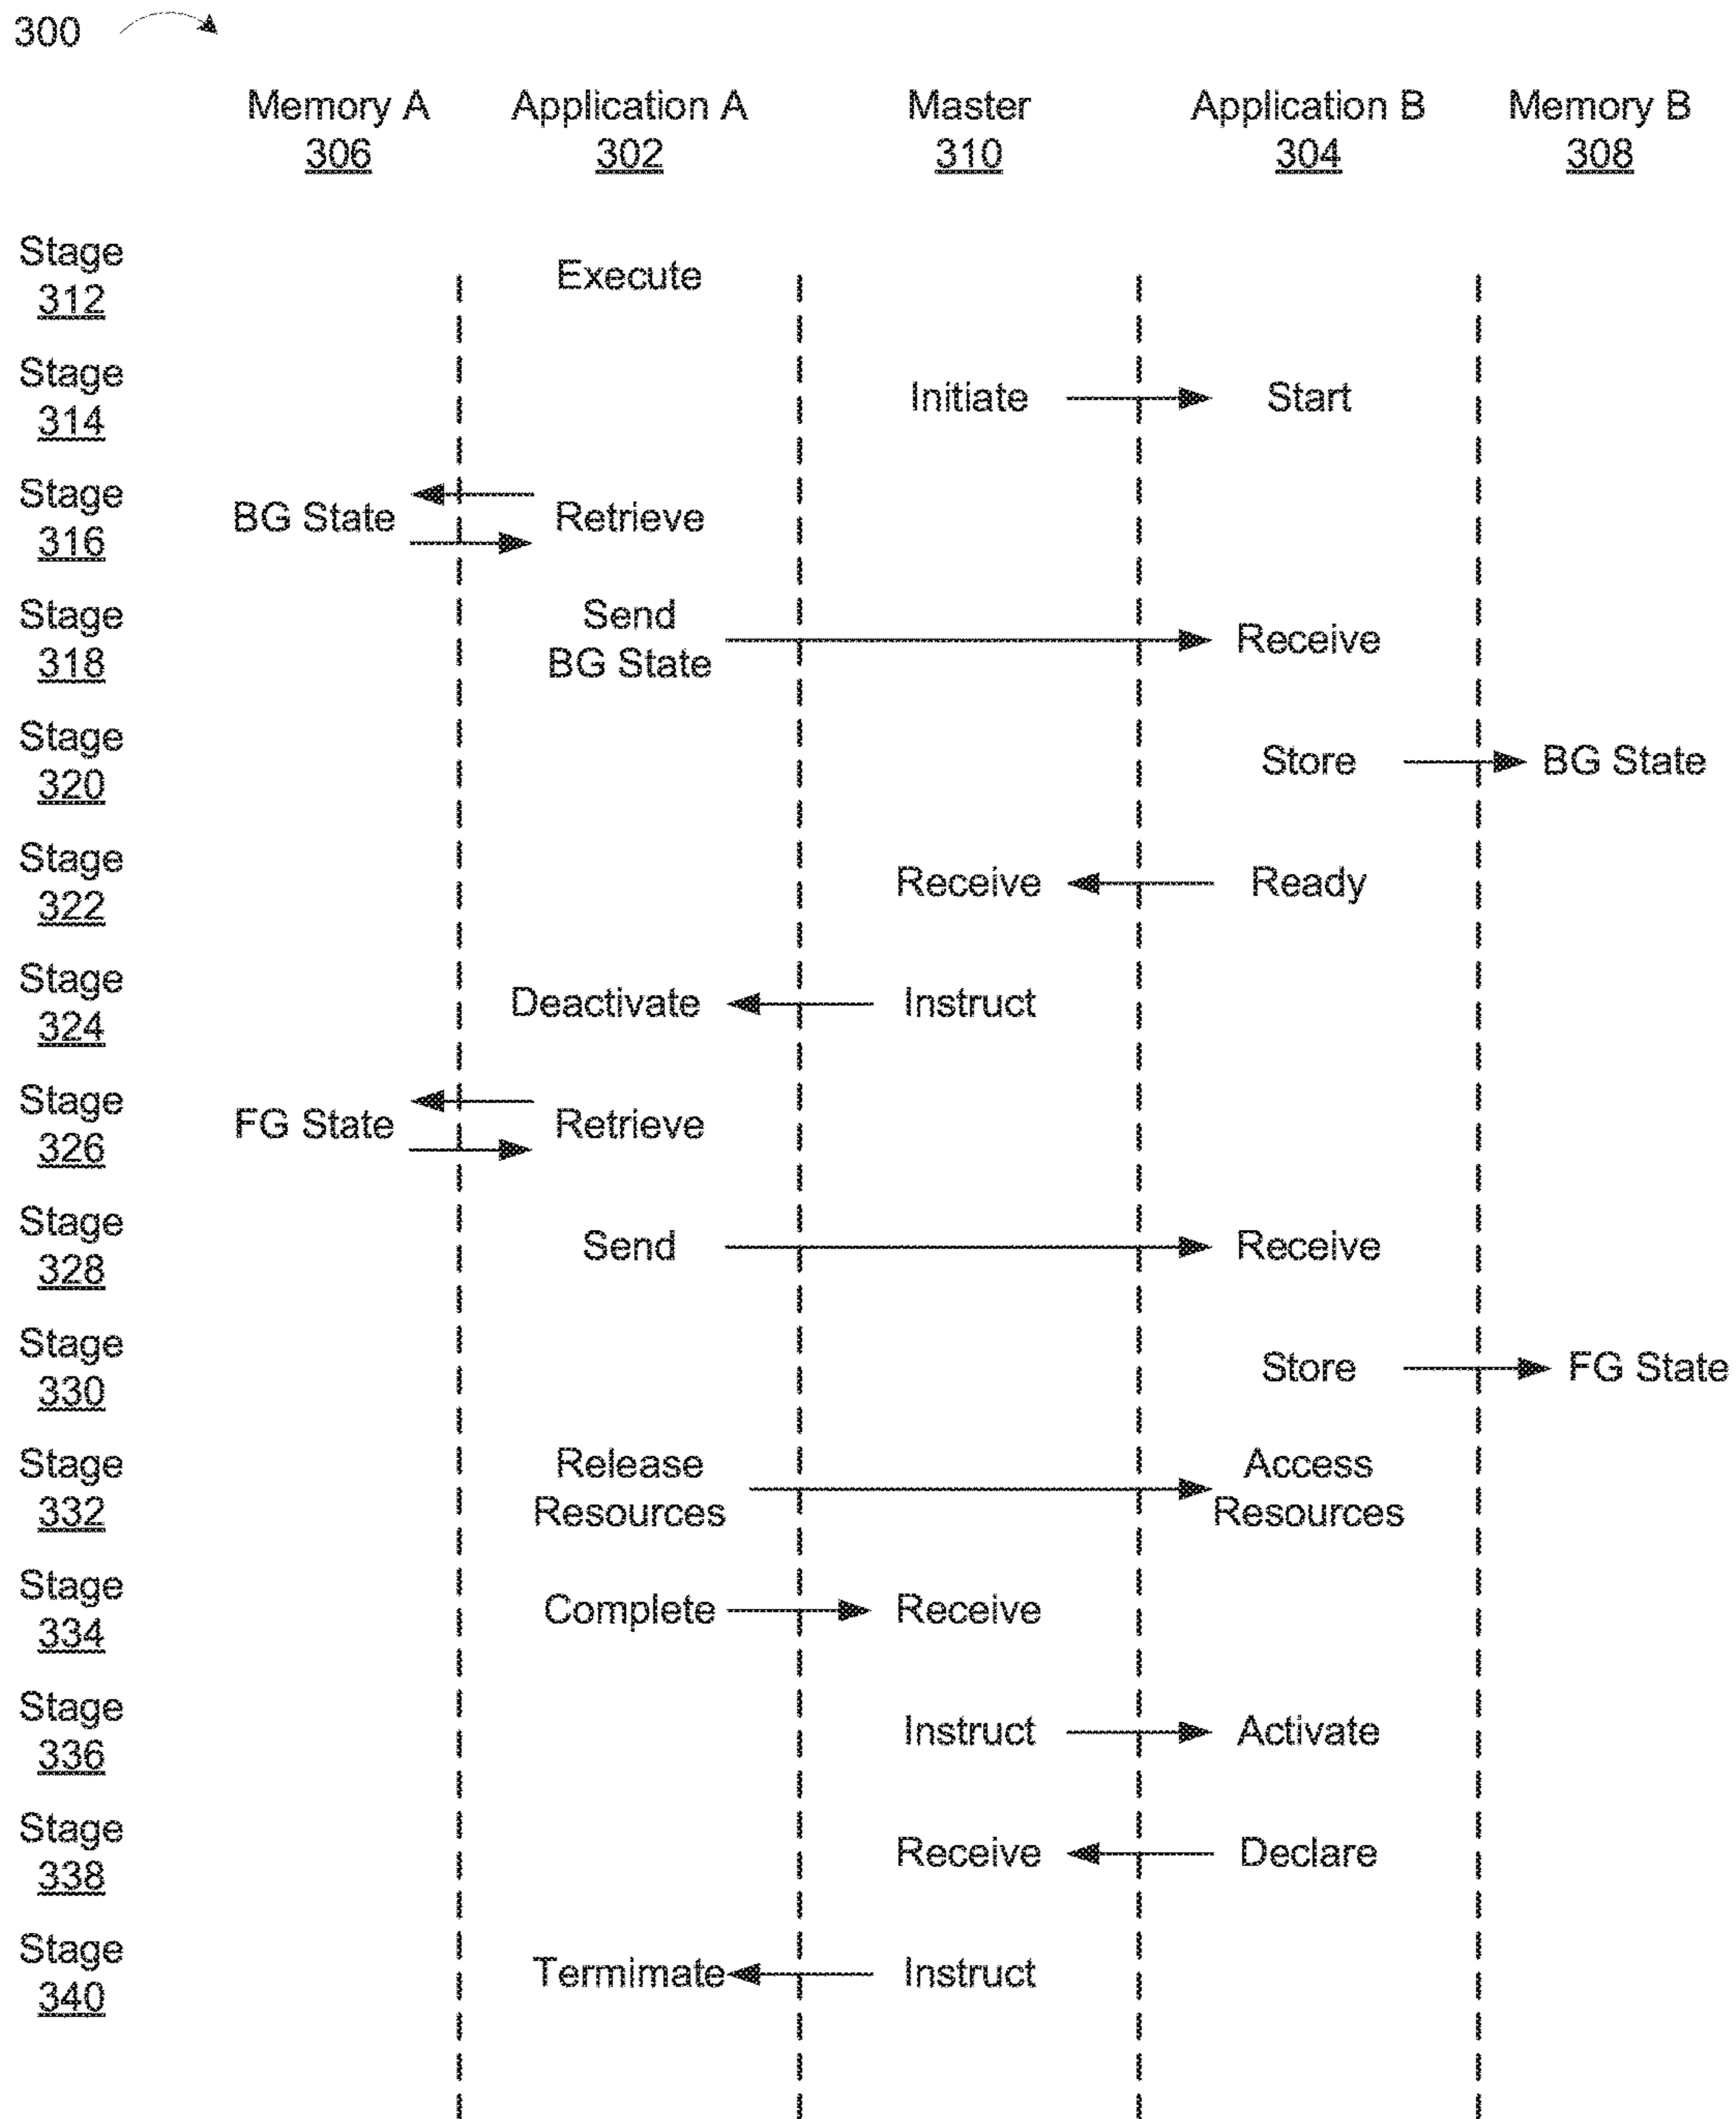 300
Memory A Application A Master Application B Memory B
306 302 310 304 308
Stage
312
Execute
Stage
314
Initiate Start
Stage
316
BG State Retrieve
Stage
318
Send
BG State
Receive
Stage
320
Store BG State
Stage
322
Receive Ready
Stage
324
Deactivate Instruct
Stage
326
FG State Retrieve
Stage
328
Send Receive
Stage
330
Store FG State
Stage
332
Release
Resources
Access
Resources
Stage
334
Complete Receive
Stage
336
Instruct Activate
Stage
338
Receive Declare
Stage
340
Termimate Instruct